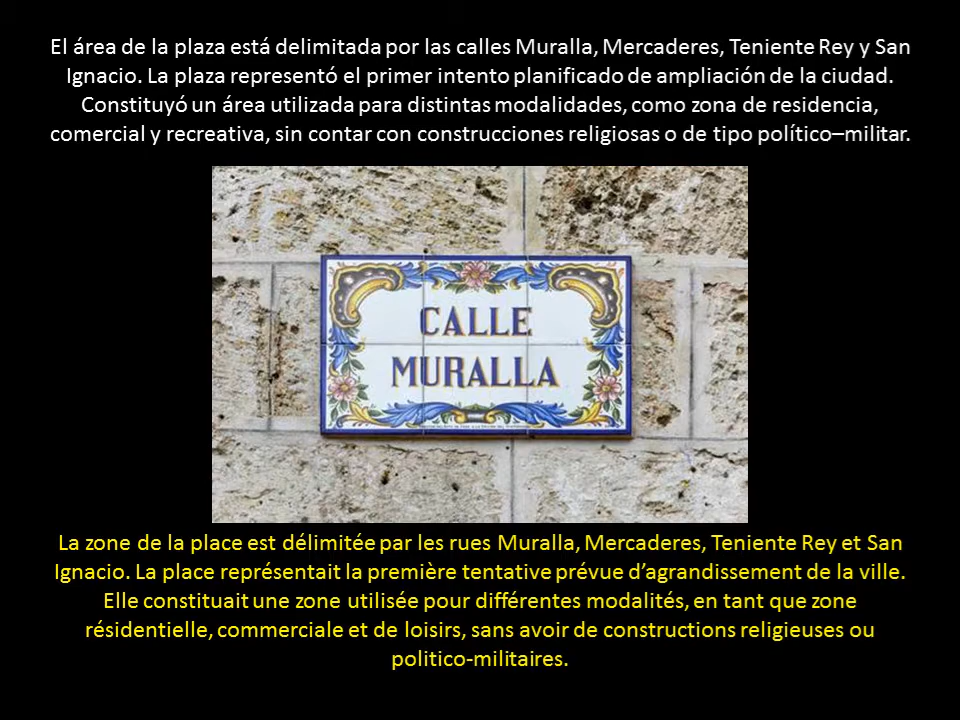 El área de la plaza está delimitada por las calles Muralla, Mercaderes, Teniente Rey y San
Ignacio. La plaza representó el primer intento planificado de ampliación de la ciudad.
Constituyó un área utilizada para distintas modalidades, como zona de residencia,
comercial y recreativa, sin contar con construcciones religiosas o de tipo político–militar.
CALLE
MURALLA
La zone de la place est délimitée par les rues Muralla, Mercaderes, Teniente Rey et San
Ignacio. La place représentait la première tentative prévue d’agrandissement de la ville.
Elle constituait une zone utilisée pour différentes modalités, en tant que zone
résidentielle, commerciale et de loisirs, sans avoir de constructions religieuses ou
politico-militaires.